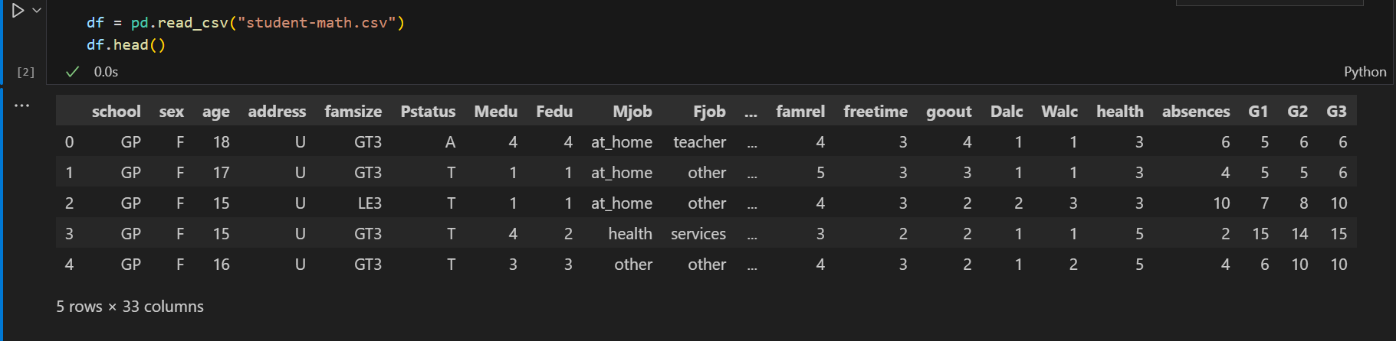 df = pd.read_csv("student-math.csv")
df.head()
[2] 0.0s Python
... school sex age address famsize Pstatus Medu Fedu Mjob Fjob ... famrel freetime goout Dalc Walc health absences G1 G2 G3
0 GP F 18 U GT3 A 4 4 at_home teacher ... 4 3 4 1 1 3 6 5 6 6
1 GP F 17 U GT3 T 1 1 at_home other ... 5 3 3 1 1 3 4 5 5 6
2 GP F 15 U LE3 T 1 1 at_home other ... 4 3 2 2 3 3 10 7 8 10
3 GP F 15 U GT3 T 4 2 health services ... 3 2 2 1 1 5 2 15 14 15
4 GP F 16 U GT3 T 3 3 other other ... 4 3 2 1 2 5 4 6 10 10
5 rows × 33 columns